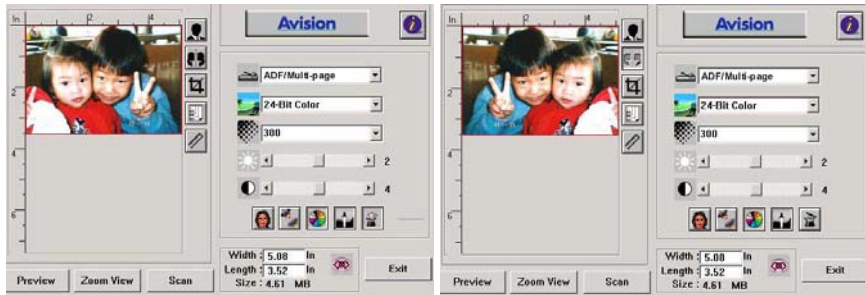 In 2 4
Avision
i
ADF/Multi-page
2
24-Bit Color
300
4
2
4
6
Width : 5.08 In
Length : 3.52 In
Size : 4.61 MB
Preview Zoom View Scan Exit
In 2 4
Avision
i
ADF/Multi-page
2
24-Bit Color
300
4
2
4
6
Width : 5.08 In
Length : 3.52 In
Size : 4.61 MB
Preview Zoom View Scan Exit